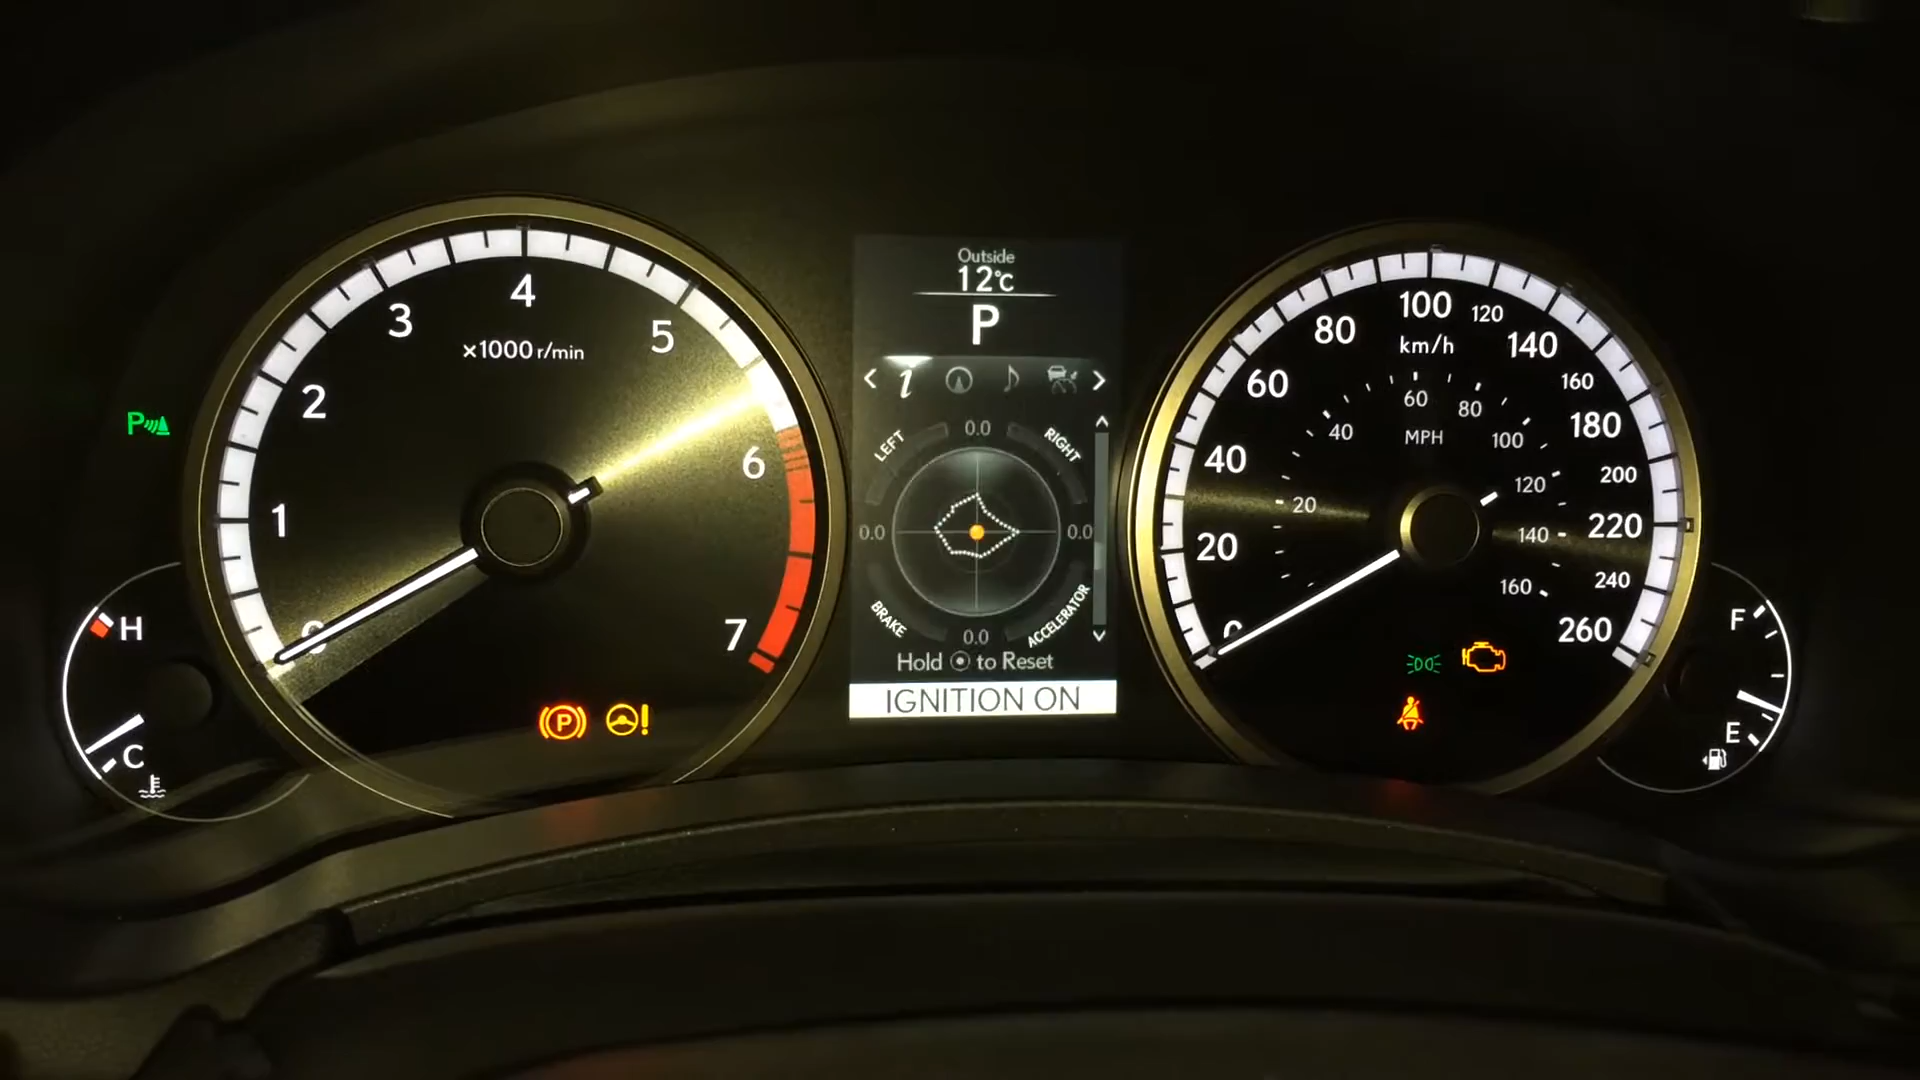 Outside
12°C
P
LEFT
0.0
RIGHT
0.0
0.0
BRAKE
0.0
ACCELERATOR
Hold to Reset
IGNITION ON
0
1
2
3
4
5
6
7
×1000 r/min
P
H
C
P
!
0
20
40
60
80
100
120
140
160
180
200
220
240
260
km/h
20
40
60
80
100
120
140
160
MPH
F
E